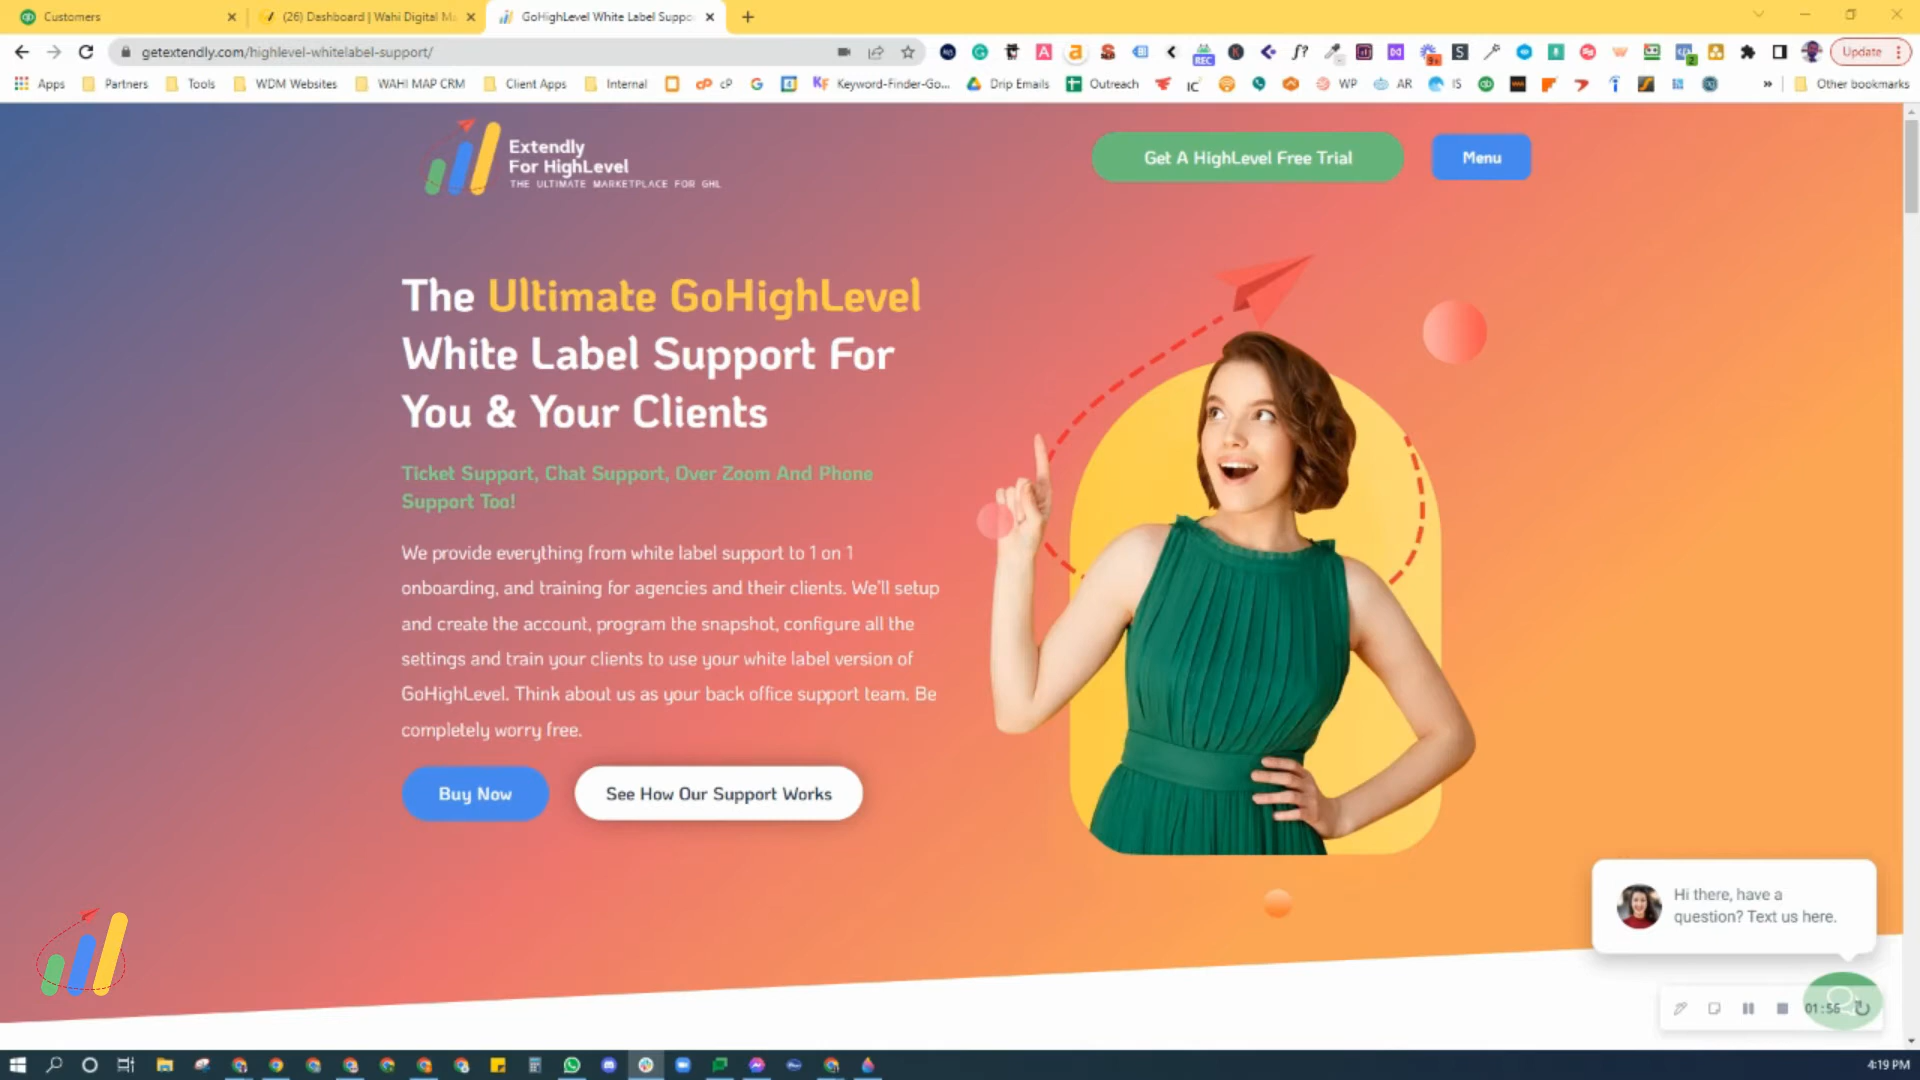 Customers
(26) Dashboard | Wahi Digital Ma
GoHighLevel White Label Suppo
getextendly.com/highlevel-whitelabel-support/
REC
9+
2
Update
Apps
Partners
Tools
WDM Websites
WAHI MAP CRM
Client Apps
Internal
cP
Keyword-Finder-Go...
Drip Emails
Outreach
IC
WP
AR
IS
»
Other bookmarks
Extendly
For HighLevel
THE ULTIMATE MARKETPLACE FOR GHL
Get A HighLevel Free Trial
Menu
The Ultimate GoHighLevel
White Label Support For
You & Your Clients
Ticket Support, Chat Support, Over Zoom And Phone
Support Too!
We provide everything from white label support to 1 on 1
onboarding, and training for agencies and their clients. We'll setup
and create the account, program the snapshot, configure all the
settings and train your clients to use your white label version of
GoHighLevel. Think about us as your back office support team. Be
completely worry free.
Buy Now
See How Our Support Works
Hi there, have a
question? Text us here.
01:56
4:19 PM